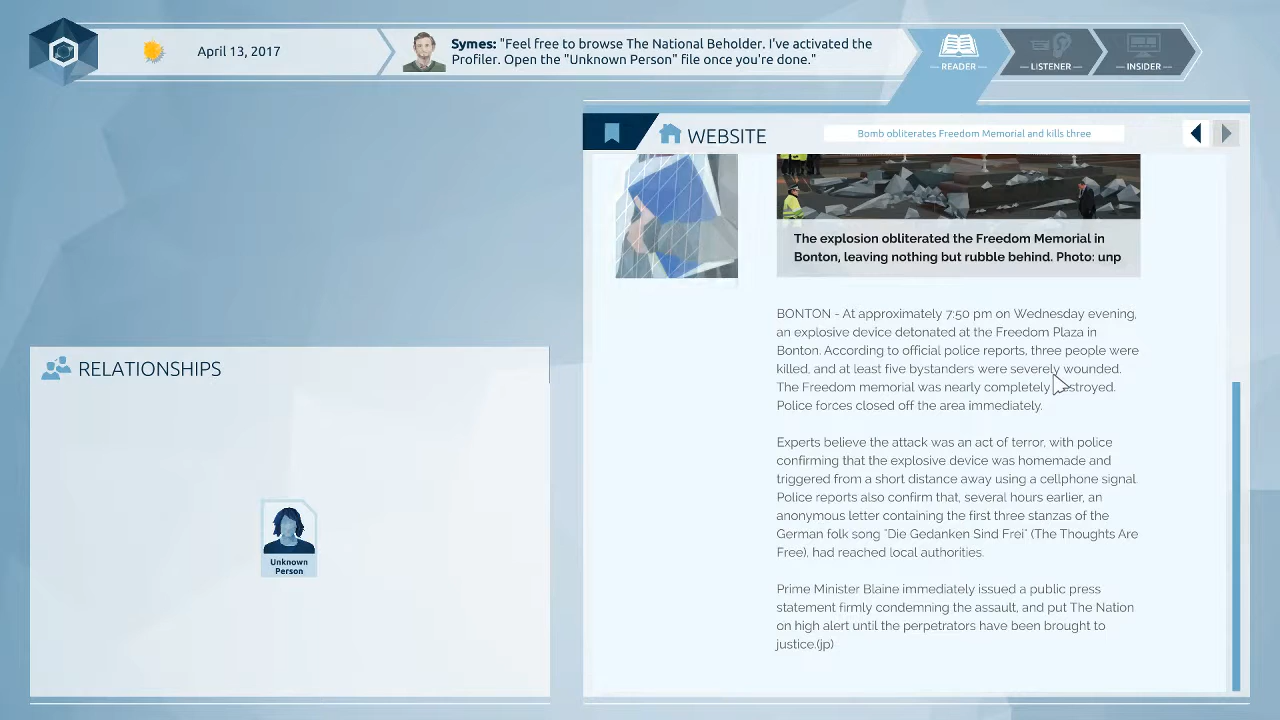 April 13, 2017
Symes: "Feel free to browse The National Beholder. I've activated the
Profiler. Open the "Unknown Person" file once you're done."
READER
LISTENER
INSIDER
WEBSITE
Bomb obliterates Freedom Memorial and kills three
The explosion obliterated the Freedom Memorial in
Bonton, leaving nothing but rubble behind. Photo: unp
BONTON - At approximately 7:50 pm on Wednesday evening,
an explosive device detonated at the Freedom Plaza in
Bonton. According to official police reports, three people were
killed, and at least five bystanders were severely wounded.
The Freedom memorial was nearly completely destroyed.
Police forces closed off the area immediately.
Experts believe the attack was an act of terror, with police
confirming that the explosive device was homemade and
triggered from a short distance away using a cellphone signal.
Police reports also confirm that, several hours earlier, an
anonymous letter containing the first three stanzas of the
German folk song "Die Gedanken Sind Frei" (The Thoughts Are
Free), had reached local authorities.
Prime Minister Blaine immediately issued a public press
statement firmly condemning the assault, and put The Nation
on high alert until the perpetrators have been brought to
justice.(jp)
RELATIONSHIPS
Unknown
Person